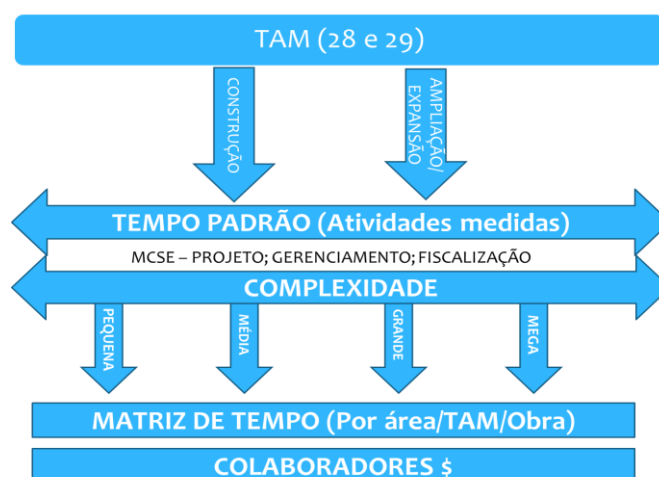 TAM (28 e 29)
CONSTRUÇÃO
AMPLIAÇÃO/
EXPANSÃO
TEMPO PADRÃO (Atividades medidas)
MCSE – PROJETO; GERENCIAMENTO; FISCALIZAÇÃO
COMPLEXIDADE
PEQUENA
MÉDIA
GRANDE
MEGA
MATRIZ DE TEMPO (Por área/TAM/Obra)
COLABORADORES $